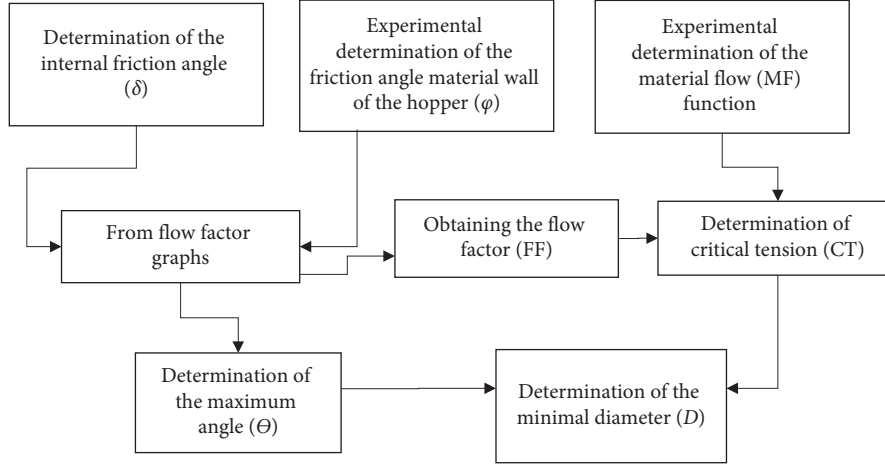 Determination of the
internal friction angle
(δ)
Experimental
determination of the
friction angle material wall
of the hopper (φ)
Experimental
determination of the
material flow (MF)
function
From flow factor
graphs
Obtaining the flow
factor (FF)
Determination of
critical tension (CT)
Determination of
the maximum
angle (Θ)
Determination of the
minimal diameter (D)